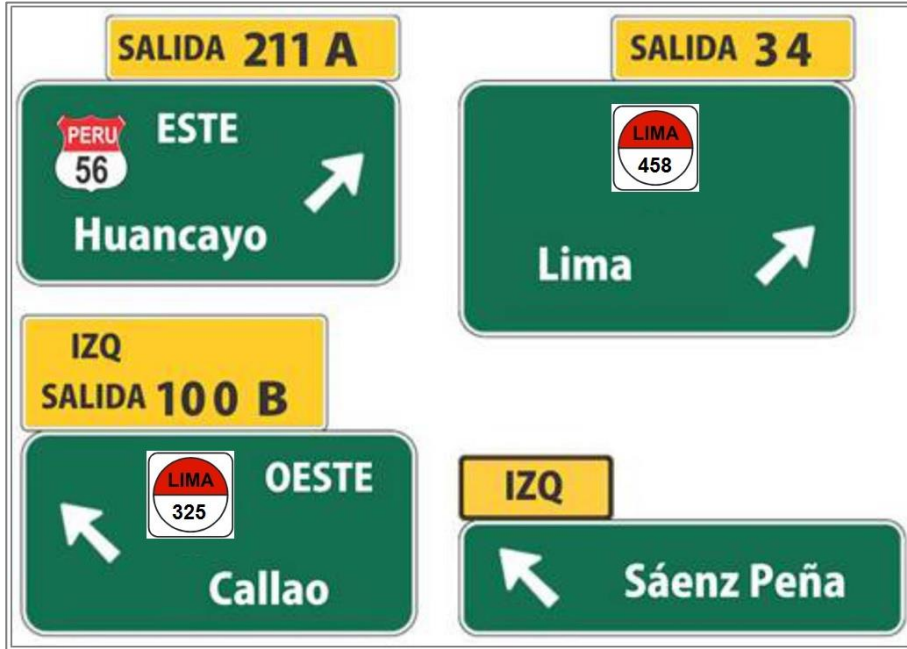 SALIDA 211 A
PERU
56
ESTE
Huancayo
SALIDA 34
LIMA
458
Lima
IZQ
SALIDA 100 B
LIMA
325
OESTE
Callao
IZQ
Sáenz Peña